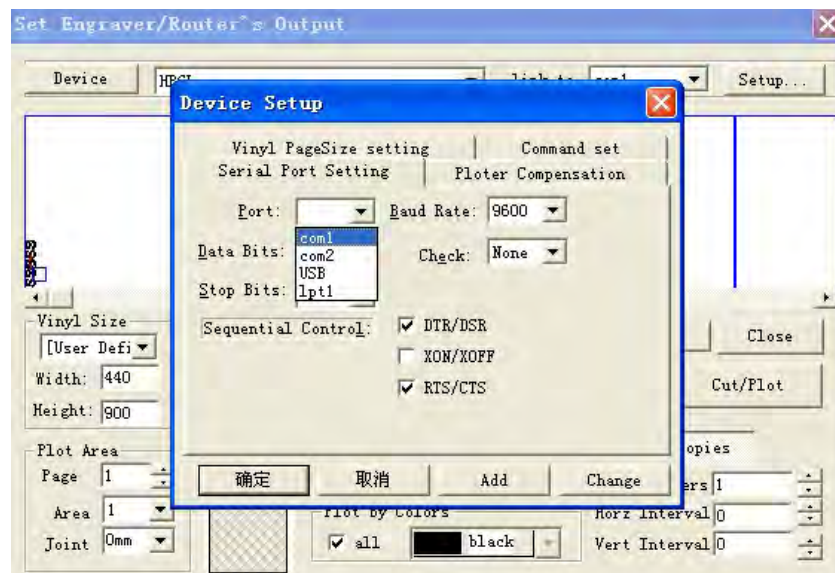 Set Engraver/Router^s Output
Device
link to
Setup...
Device Setup
Vinyl PageSize setting
Command set
Serial Port Setting
Ploter Compensation
Port:
Baud Rate: 9600
com1
com2
USB
lpt1
Data Bits:
Check: None
Stop Bits:
Sequential Control:
DTR/DSR
XON/XOFF
RTS/CTS
确定
取消
Add
Change
Vinyl Size
[User Defi
Width: 440
Height: 900
Close
Cut/Plot
Plot Area
Page 1
Area 1
Joint 0mm
Plot by Colors
all
black
opies
ers 1
Horz Interval 0
Vert Interval 0